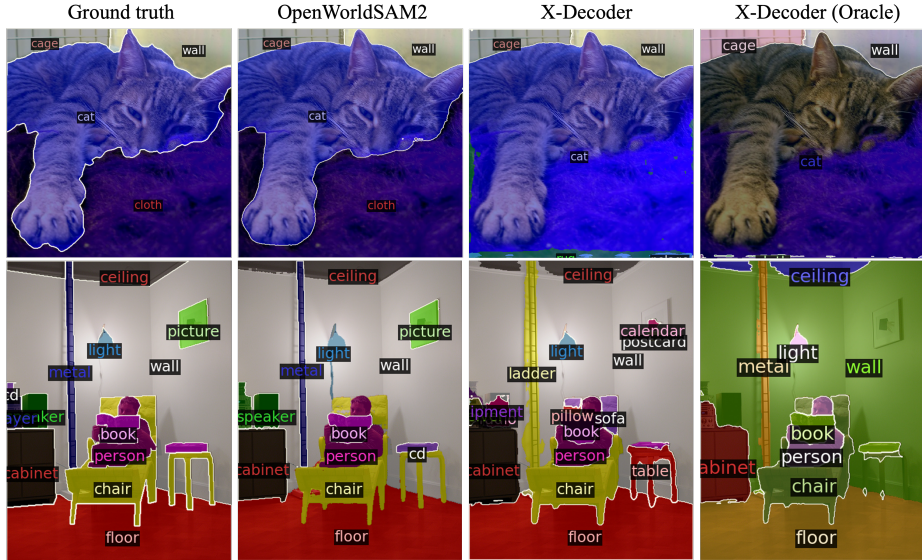 Ground truth
OpenWorldSAM2
X-Decoder
X-Decoder (Oracle)
cage
wall
cat
cloth
cage
wall
cat
cloth
cage
wall
cat
cage
wall
cat
ceiling
picture
light
wall
metal
cd
ker
book
person
cabinet
chair
floor
ceiling
picture
light
wall
metal
speaker
book
person
cabinet
cd
chair
floor
ceiling
calendar
postcard
light
wall
ladder
ipment
pillow
sofa
book
person
cabinet
table
chair
floor
ceiling
light
wall
metal
book
person
abinet
chair
floor